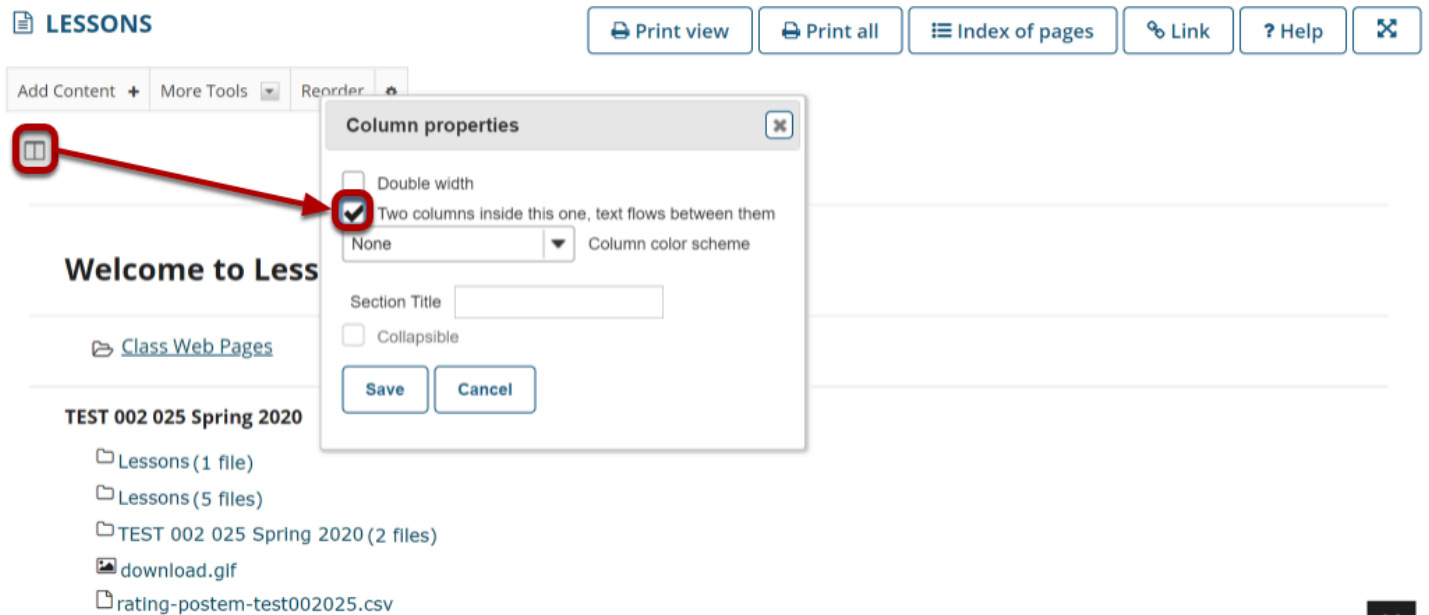 LESSONS
Print view
Print all
Index of pages
Link
? Help
Add Content +
More Tools
Reorder
Column properties
Double width
Two columns inside this one, text flows between them
None
Column color scheme
Welcome to Less
Section Title
Class Web Pages
Collapsible
Save
Cancel
TEST 002 025 Spring 2020
Lessons (1 file)
Lessons (5 files)
TEST 002 025 Spring 2020 (2 files)
download.gif
rating-postem-test002025.csv